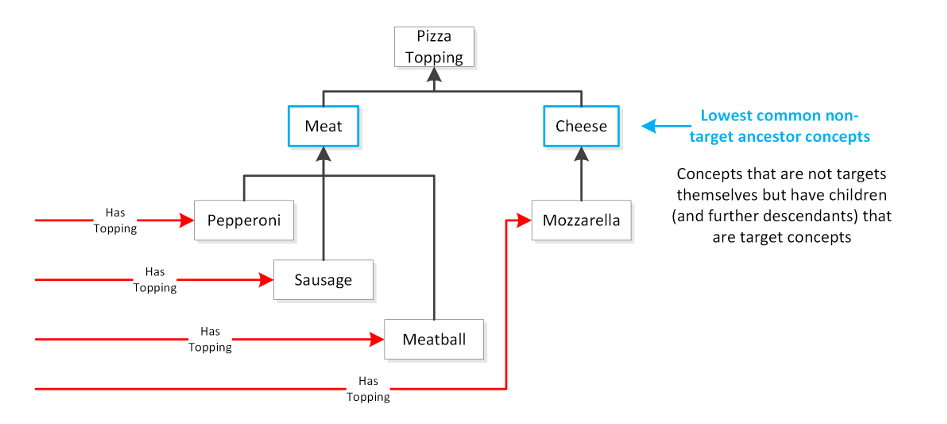 Pizza
Topping
Meat
Cheese
Lowest common non-
target ancestor concepts
Concepts that are not targets
themselves but have children
(and further descendants) that
are target concepts
Has
Topping
Pepperoni
Mozzarella
Has
Topping
Sausage
Has
Topping
Meatball
Has
Topping